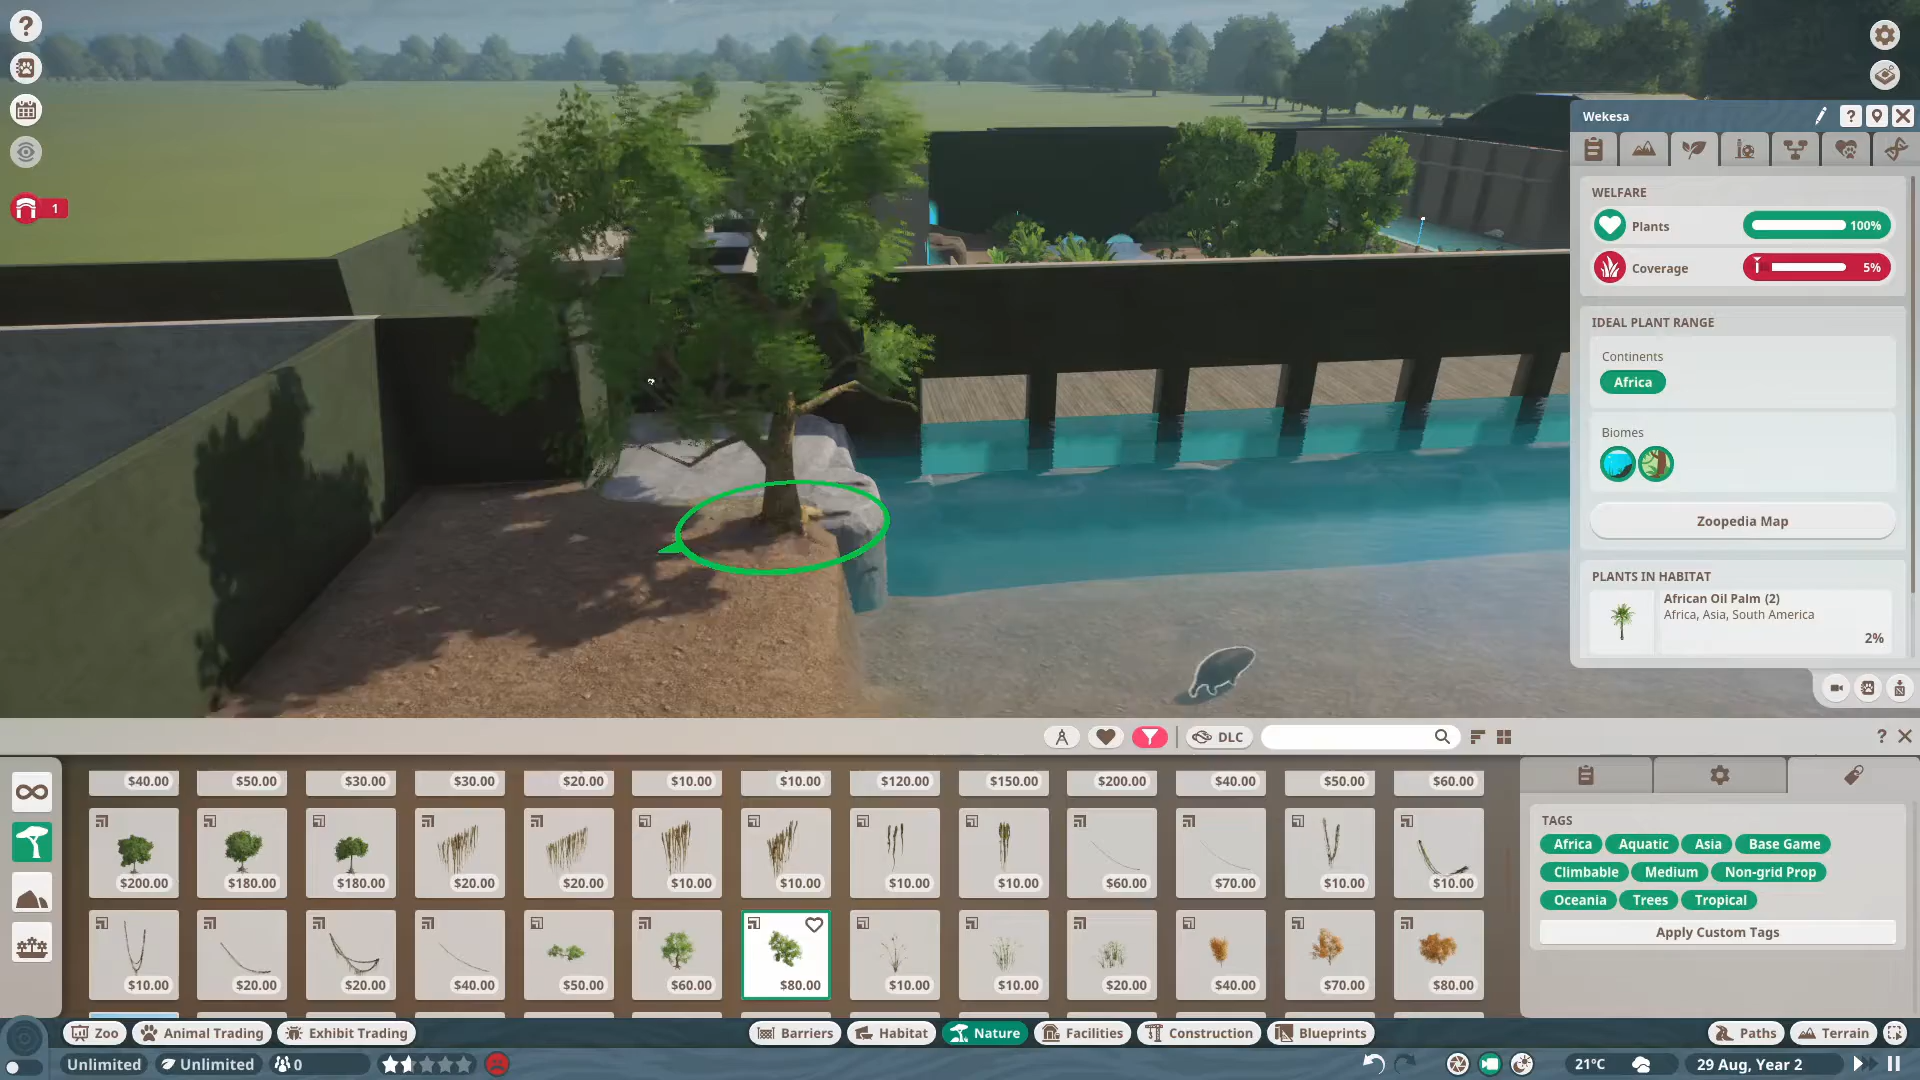 ?
1
Wekesa
?
WELFARE
Plants 100%
Coverage 5%
IDEAL PLANT RANGE
Continents
Africa
Biomes
Zoopedia Map
PLANTS IN HABITAT
African Oil Palm (2)
Africa, Asia, South America
2%
DLC
?
$40.00 $50.00 $30.00 $30.00 $20.00 $10.00 $10.00 $120.00 $150.00 $200.00 $40.00 $50.00 $60.00
$200.00 $180.00 $180.00 $20.00 $20.00 $10.00 $10.00 $10.00 $10.00 $60.00 $70.00 $10.00 $10.00
$10.00 $20.00 $20.00 $40.00 $50.00 $60.00 $80.00 $10.00 $10.00 $20.00 $40.00 $70.00 $80.00
TAGS
Africa Aquatic Asia Base Game
Climbable Medium Non-grid Prop
Oceania Trees Tropical
Apply Custom Tags
Zoo Animal Trading Exhibit Trading Barriers Habitat Nature Facilities Construction Blueprints Paths Terrain
Unlimited Unlimited 0 21°C 29 Aug, Year 2